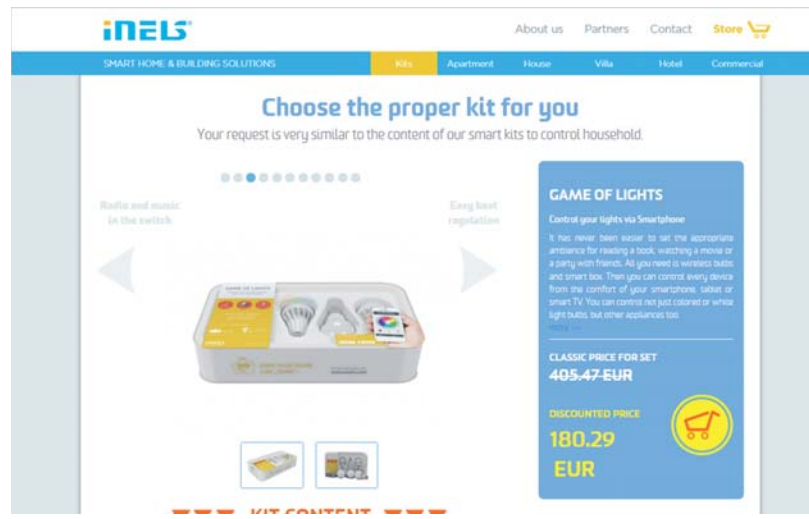 iNELS
About us Partners Contact Store
SMART HOME & BUILDING SOLUTIONS Kits Apartment House Villa Hotel Commercial
Choose the proper kit for you
Your request is very similar to the content of our smart kits to control household.
Radio and music
in the switch
Easy heat
regulation
GAME OF LIGHTS
GAME OF LIGHTS
Control your lights via Smartphone
It has never been easier to set the appropriate
ambience for reading a book, watching a movie or
a party with friends. All you need is wireless bulbs
and smart box. Then you can control every device
from the comfort of your smartphone, tablet or
smart TV. You can control not just colored or white
light bulbs, but other appliances too.
CLASSIC PRICE FOR SET
405.47 EUR
DISCOUNTED PRICE
180.29
EUR
KIT CONTENT